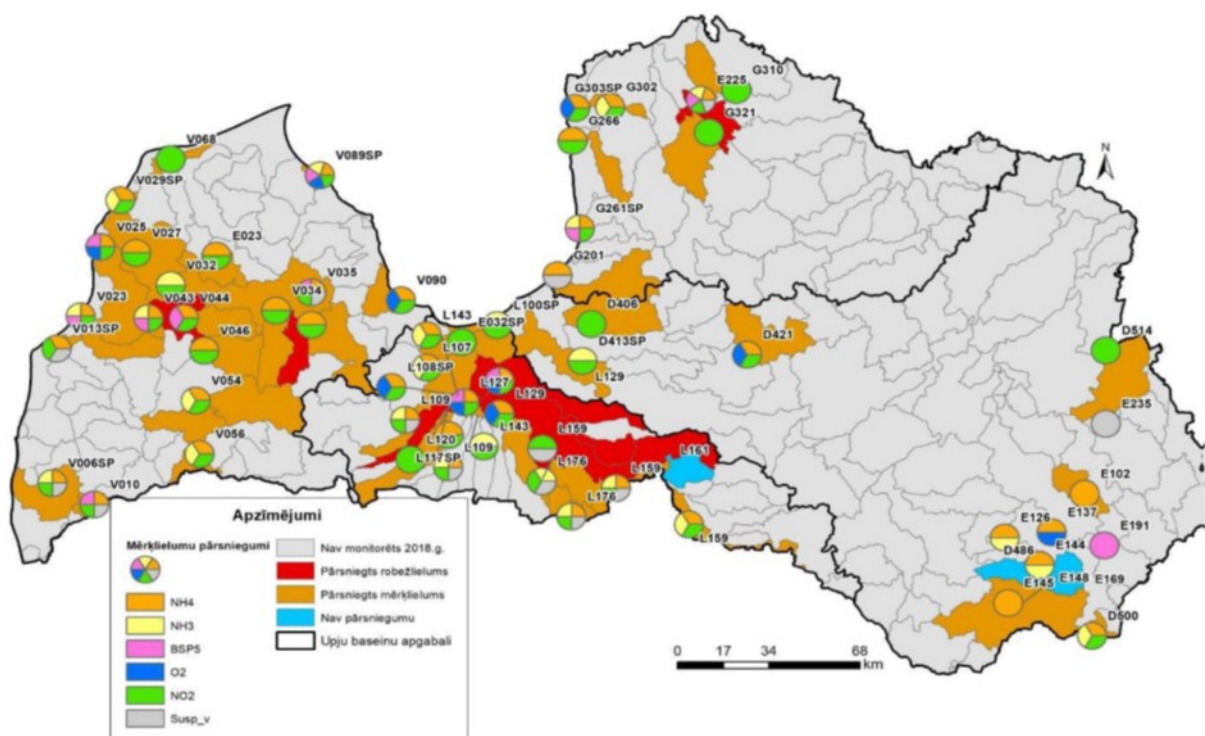 G310
E225
G303SP
G302
G321
G266
V068
V089SP
N
V029SP
G261SP
V025
V027
E023
G201
V032
V035
V090
V023
V034
L100SP
D406
V043
V044
L143
E032SP
D421
V013SP
V046
L107
D413SP
D514
L108SP
L129
V054
L127
L129
E235
L109
L143
L159
V056
L120
L109
L161
L117SP
L176
L159
E102
V006SP
L176
E137
V010
E126
E191
L159
D486
E144
E145
E148
E169
D500
0 17 34 68
km
Apzīmējumi
Mērķlielumu pārsniegumi
NH4
NH3
BSP5
O2
NO2
Susp_v
Nav monitorēts 2018.g.
Pārsniegts robežlielums
Pārsniegts mērķlielums
Nav pārsniegumu
Upju baseinu apgabali